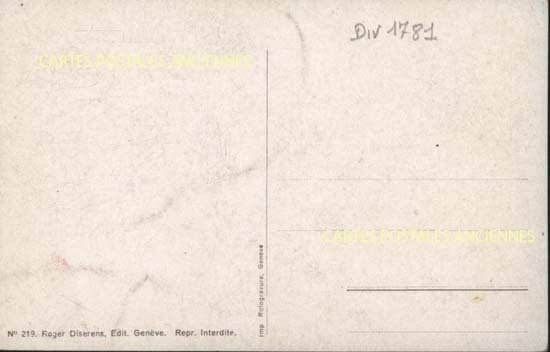 Div 1781
CARTES POSTALES ANCIENNES
CARTES POSTALES ANCIENNES
Imp Rotogravure, Genève
Nº 219. Roger Diserens, Edit. Genève. Repr. Interdite.